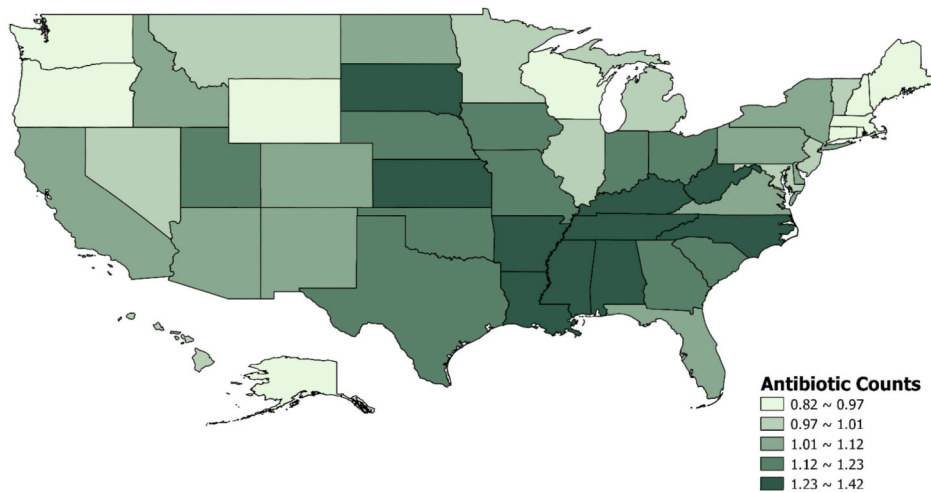 Antibiotic Counts
0.82 ~ 0.97
0.97 ~ 1.01
1.01 ~ 1.12
1.12 ~ 1.23
1.23 ~ 1.42